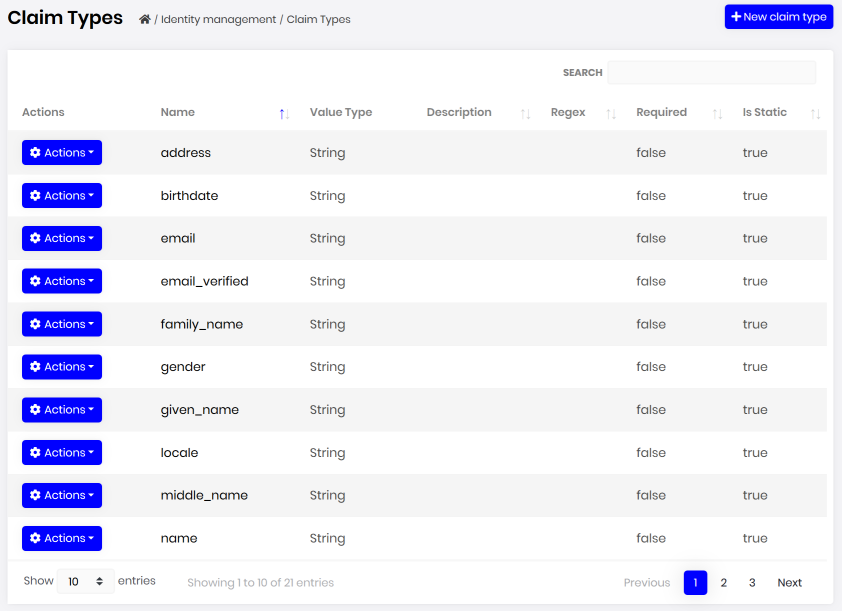 Claim Types / Identity management / Claim Types + New claim type
SEARCH
Actions Name Value Type Description Regex Required Is Static
Actions address String false true
Actions birthdate String false true
Actions email String false true
Actions email_verified String false true
Actions family_name String false true
Actions gender String false true
Actions given_name String false true
Actions locale String false true
Actions middle_name String false true
Actions name String false true
Show 10 entries Showing 1 to 10 of 21 entries Previous 1 2 3 Next